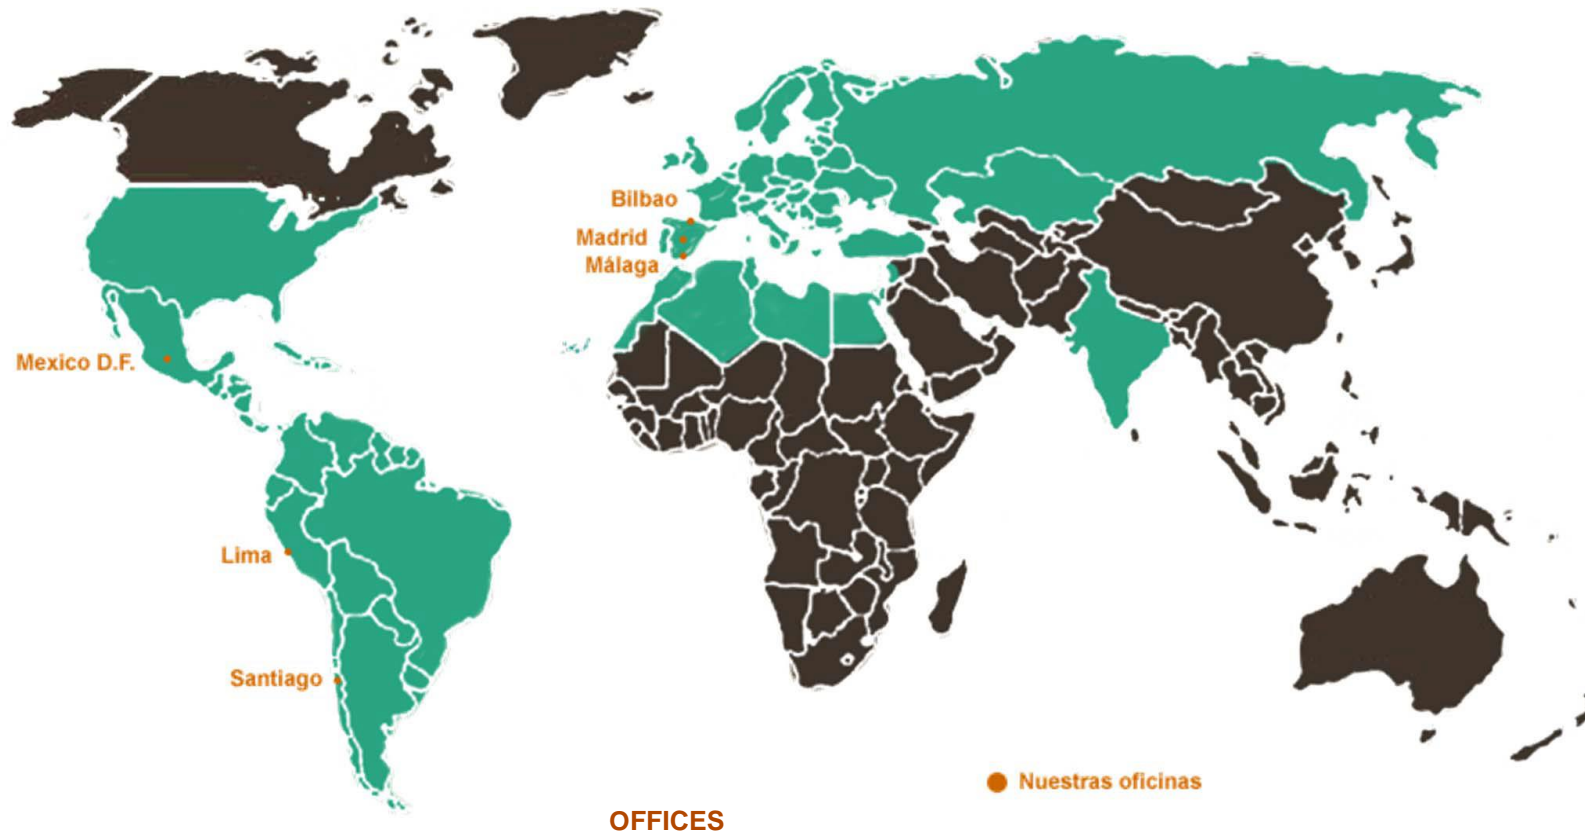 Bilbao
Madrid
Málaga
Mexico D.F.
Lima
Santiago
Nuestras oficinas
OFFICES